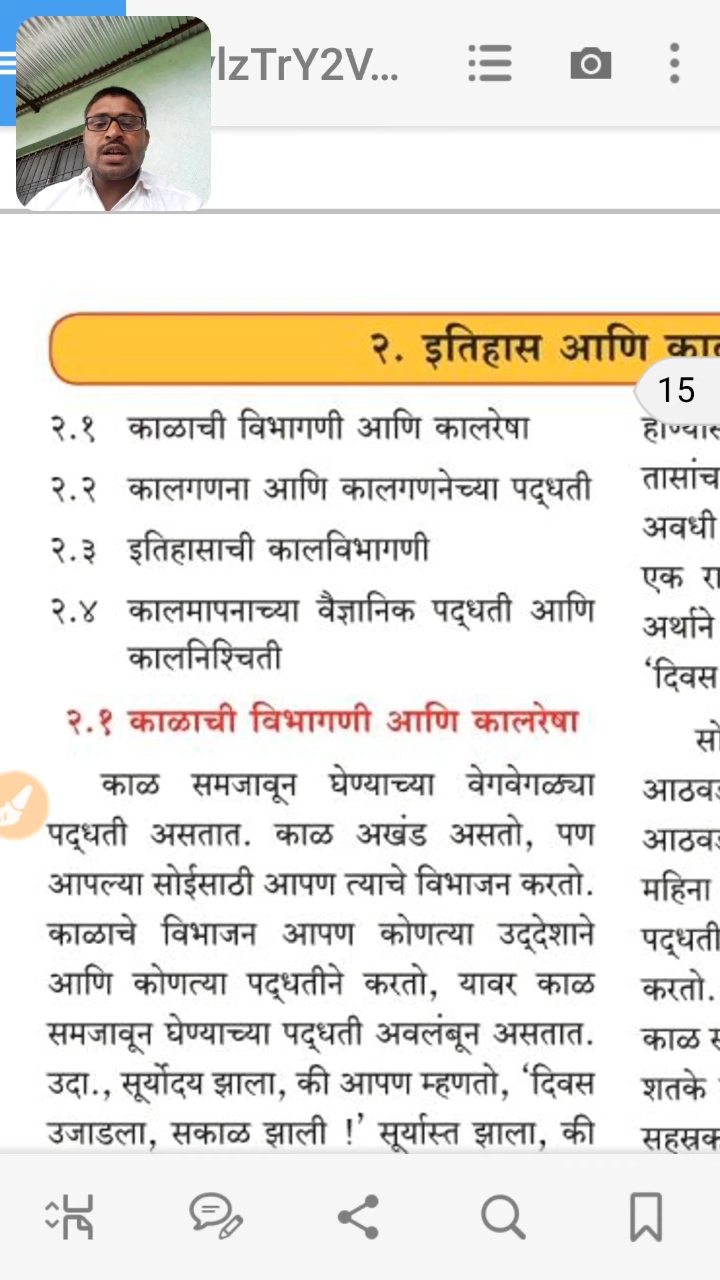 lzTrY2V...
२. इतिहास आणि
15
२.१ काळाची विभागणी आणि कालरेषा
२.२ कालगणना आणि कालगणनेच्या पद्धती
२.३ इतिहासाची कालविभागणी
२.४ कालमापनाच्या वैज्ञानिक पद्धती आणि
कालनिश्चिती
२.१ काळाची विभागणी आणि कालरेषा
काळ समजावून घेण्याच्या वेगवेगळ्या
पद्धती असतात. काळ अखंड असतो, पण
आपल्या सोईसाठी आपण त्याचे विभाजन करतो.
काळाचे विभाजन आपण कोणत्या उद्देशाने
आणि कोणत्या पद्धतीने करतो, यावर काळ
समजावून घेण्याच्या पद्धती अवलंबून असतात.
उदा., सूर्योदय झाला, की आपण म्हणतो, ‘दिवस
उजाडला, सकाळ झाली !’ सूर्यास्त झाला, की
तासांच
अवधी
एक रा
अर्थाने
‘दिवस
सो
आठवड
आठवड
महिना
पद्धती
करतो.
काळ स
शतके
सहस्रक